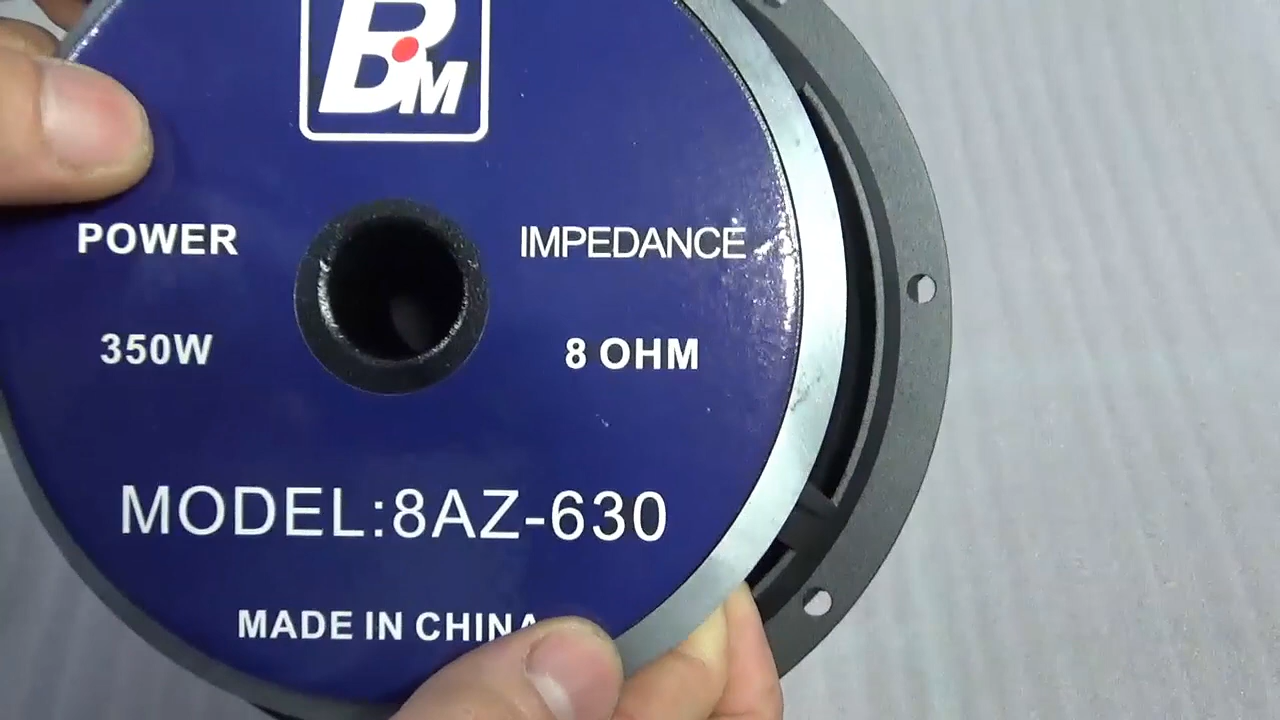 BM
POWER
IMPEDANCE
350W
8 OHM
MODEL:8AZ-630
MADE IN CHINA